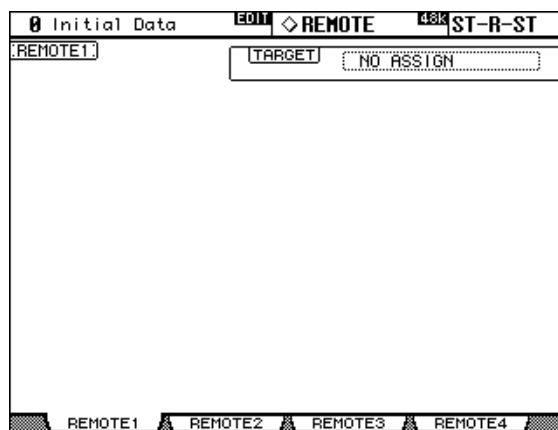 0 Initial Data EDIT ◇REMOTE 48K ST-R-ST
REMOTE1
TARGET NO ASSIGN
REMOTE1 REMOTE2 REMOTE3 REMOTE4